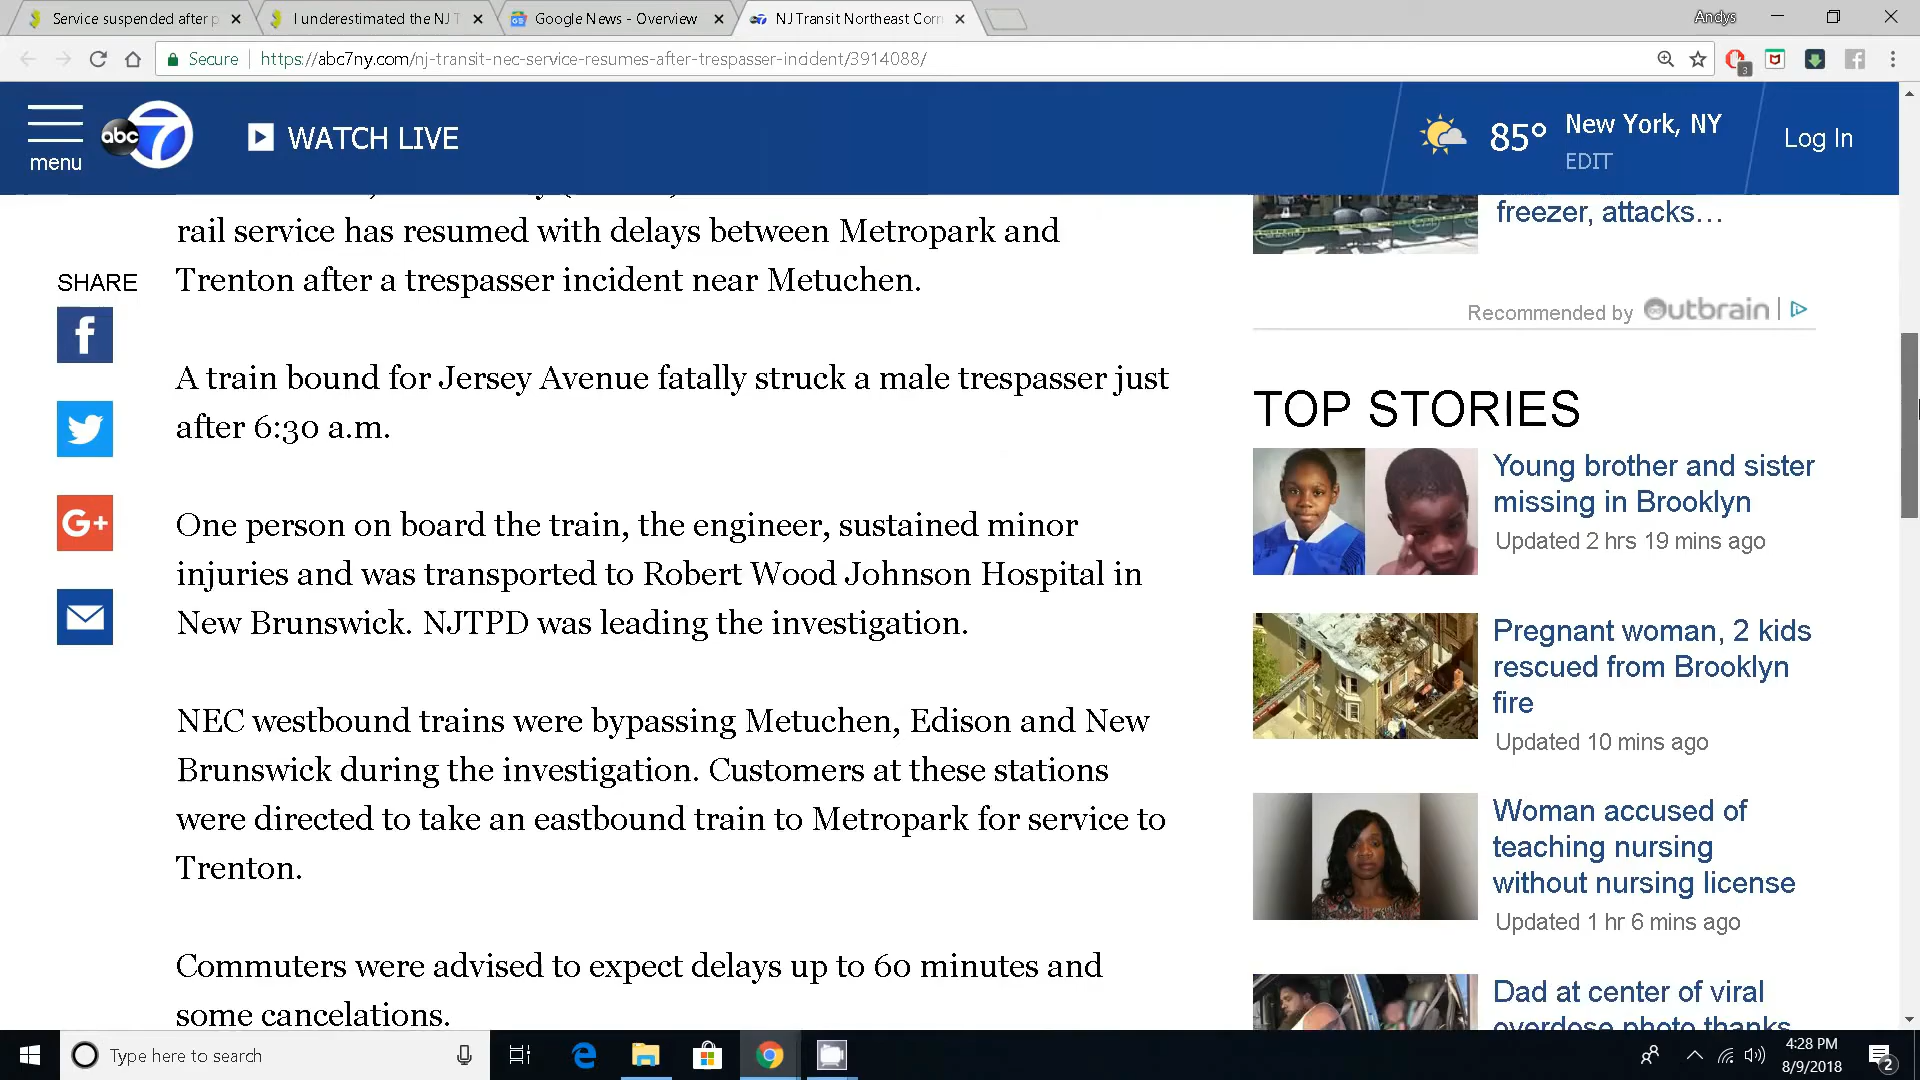 Service suspended after p
I underestimated the NJ T
Google News - Overview
NJ Transit Northeast Corr
Andys
Secure
https://abc7ny.com/nj-transit-nec-service-resumes-after-trespasser-incident/3914088/
3
menu
abc 7
WATCH LIVE
85°
New York, NY
EDIT
Log In
rail service has resumed with delays between Metropark and
Trenton after a trespasser incident near Metuchen.
A train bound for Jersey Avenue fatally struck a male trespasser just
after 6:30 a.m.
One person on board the train, the engineer, sustained minor
injuries and was transported to Robert Wood Johnson Hospital in
New Brunswick. NJTPD was leading the investigation.
NEC westbound trains were bypassing Metuchen, Edison and New
Brunswick during the investigation. Customers at these stations
were directed to take an eastbound train to Metropark for service to
Trenton.
Commuters were advised to expect delays up to 60 minutes and
some cancelations.
SHARE
f
G+
freezer, attacks…
Recommended by Outbrain
TOP STORIES
Young brother and sister
missing in Brooklyn
Updated 2 hrs 19 mins ago
Pregnant woman, 2 kids
rescued from Brooklyn
fire
Updated 10 mins ago
Woman accused of
teaching nursing
without nursing license
Updated 1 hr 6 mins ago
Dad at center of viral
overdose photo thanks
Type here to search
4:28 PM
8/9/2018
2